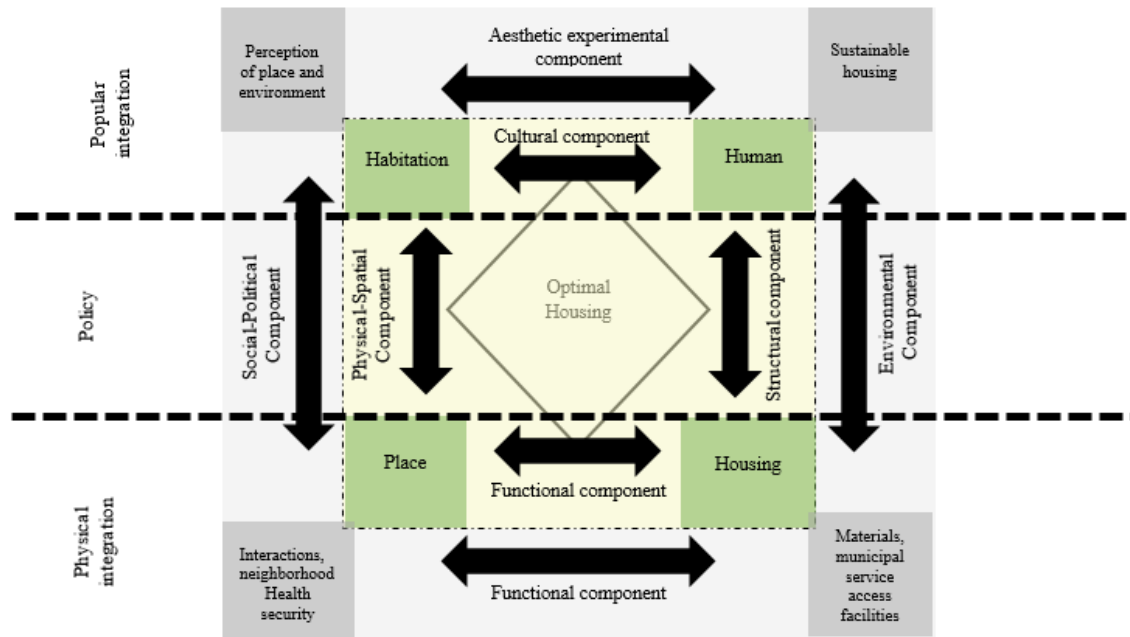 Popular
integration
Perception
of place and
environment
Aesthetic experimental
component
Sustainable
housing
Habitation
Cultural component
Human
Policy
Social-Political
Component
Physical-Spatial
Component
Optimal
Housing
Structural component
Environmental
Component
Physical
integration
Place
Functional component
Housing
Interactions,
neighborhood
Health
security
Functional component
Materials,
municipal
service
access
facilities